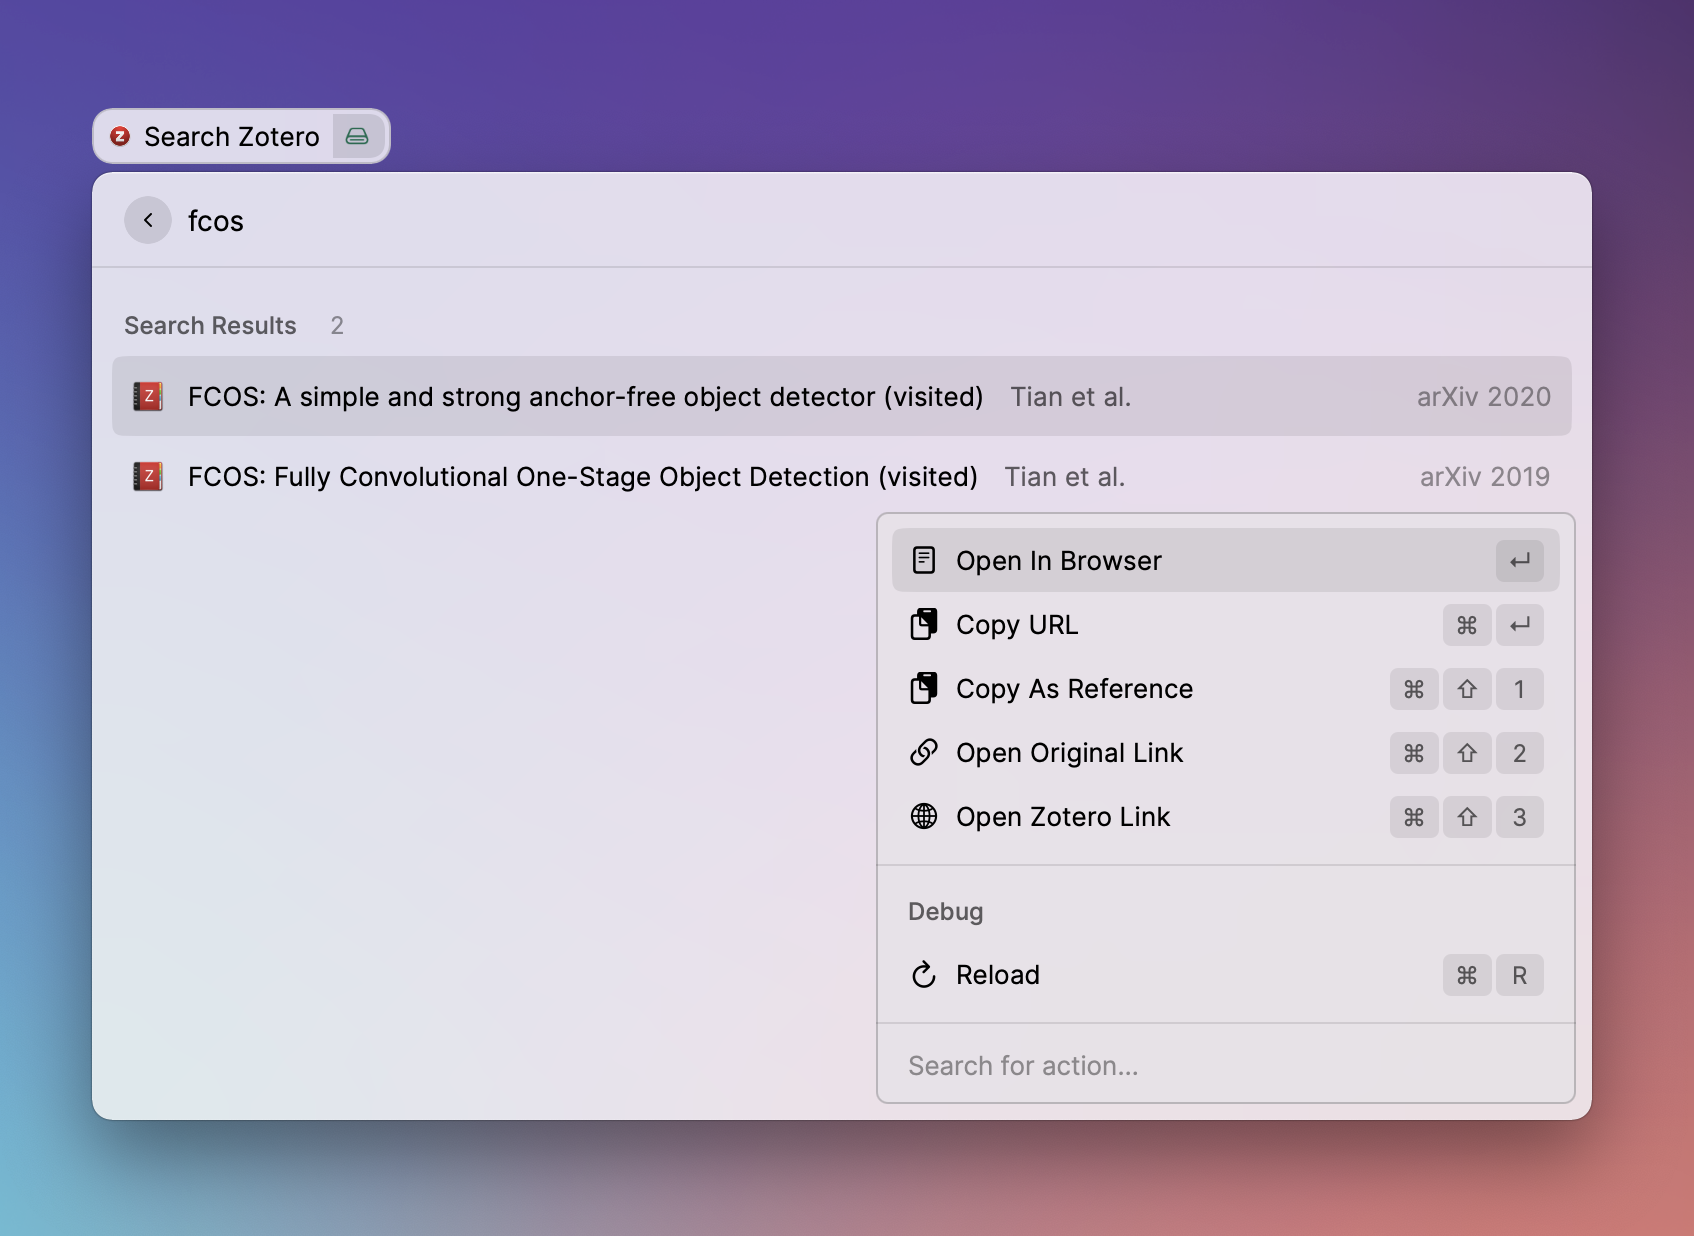 Search Zotero
fcos
Search Results 2
FCOS: A simple and strong anchor-free object detector (visited) Tian et al. arXiv 2020
FCOS: Fully Convolutional One-Stage Object Detection (visited) Tian et al. arXiv 2019
Open In Browser ↵
Copy URL ⌘ ↵
Copy As Reference ⌘ ⇧ 1
Open Original Link ⌘ ⇧ 2
Open Zotero Link ⌘ ⇧ 3
Debug
Reload ⌘ R
Search for action...